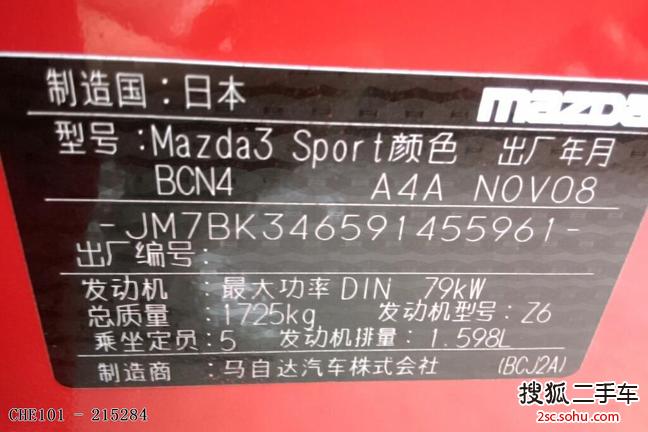 制造国:日本 mazda
型号:Mazda3 Sport颜色 出厂年月
BCN4 A4A NOV08
-JM7BK346591455961-
出厂编号:
发动机:最大功率DIN 79kW
总质量:1725kg 发动机型号:Z6
乘坐定员:5 发动机排量:1.598L
制造商:马自达汽车株式会社 (BCJ2A)
CHE101 - 215284
搜狐二手车
2sc.sohu.com